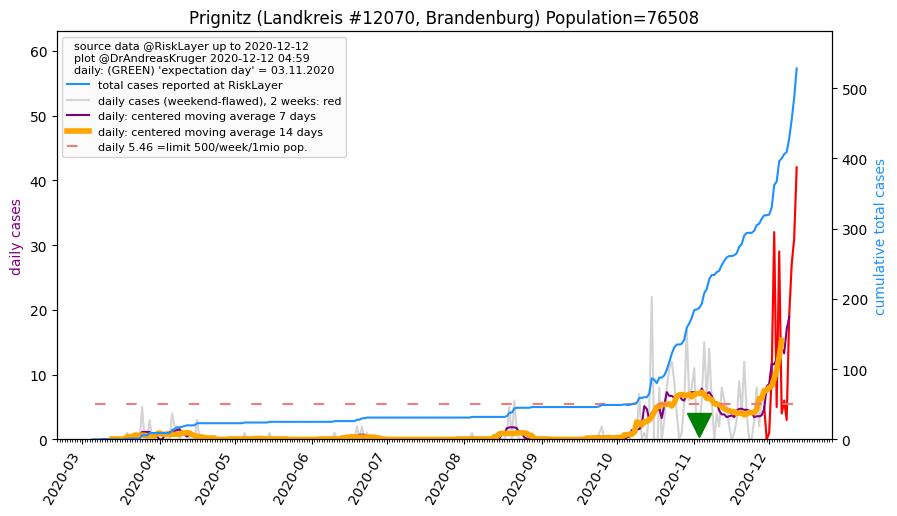 Prignitz (Landkreis #12070, Brandenburg) Population=76508
source data @RiskLayer up to 2020-12-12
plot @DrAndreasKruger 2020-12-12 04:59
daily: (GREEN) 'expectation day' = 03.11.2020
total cases reported at RiskLayer
daily cases (weekend-flawed), 2 weeks: red
daily: centered moving average 7 days
daily: centered moving average 14 days
daily 5.46 =limit 500/week/1mio pop.
daily cases
60
50
40
30
20
10
0
cumulative total cases
500
400
300
200
100
0
2020-03
2020-04
2020-05
2020-06
2020-07
2020-08
2020-09
2020-10
2020-11
2020-12